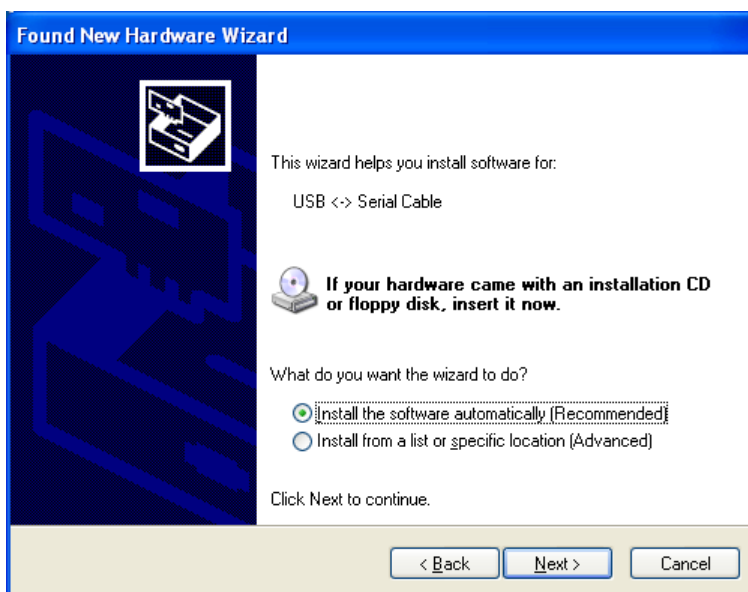 Found New Hardware Wizard
This wizard helps you install software for:
USB <-> Serial Cable
If your hardware came with an installation CD
or floppy disk, insert it now.
What do you want the wizard to do?
Install the software automatically (Recommended)
Install from a list or specific location (Advanced)
Click Next to continue.
< Back
Next >
Cancel